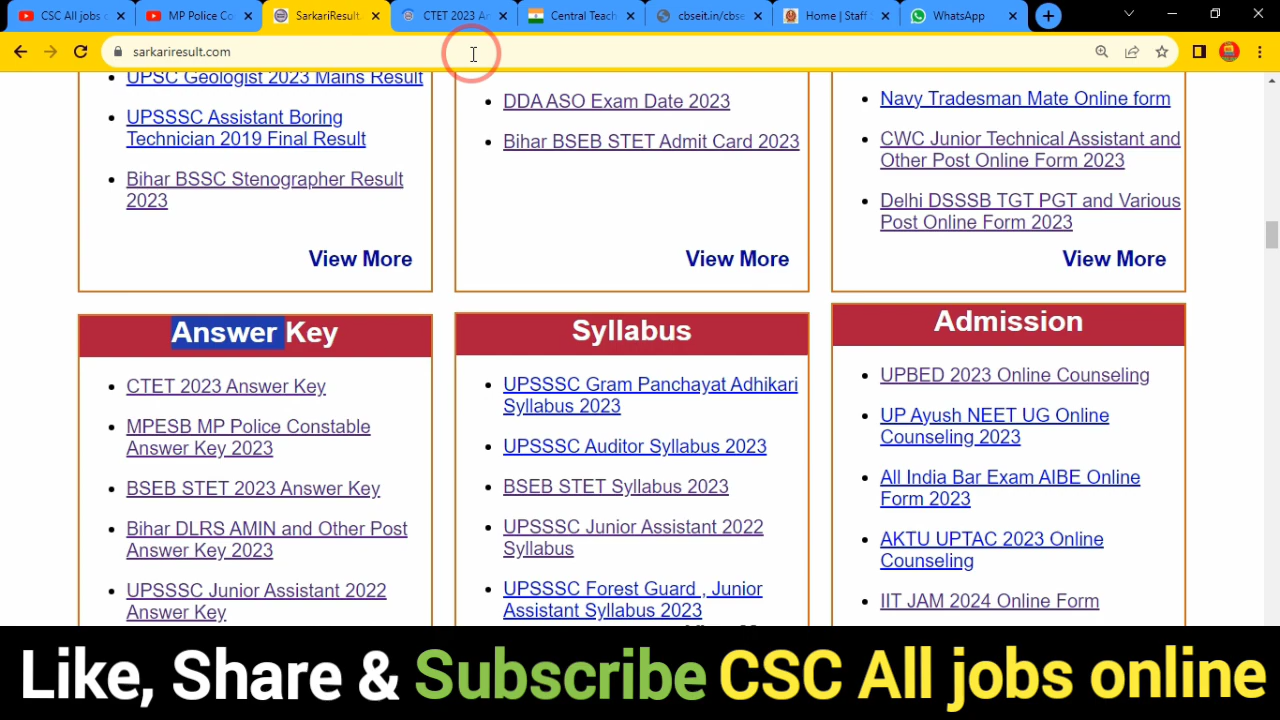 CSC All jobs
MP Police Co
SarkariResult.
CTET 2023 An
Central Teach
cbseit.in/cbse
Home | Staff
WhatsApp
sarkariresult.com
UPSC Geologist 2023 Mains Result
UPSSSC Assistant Boring
Technician 2019 Final Result
Bihar BSSC Stenographer Result
2023
View More
DDA ASO Exam Date 2023
Bihar BSEB STET Admit Card 2023
View More
Navy Tradesman Mate Online form
CWC Junior Technical Assistant and
Other Post Online Form 2023
Delhi DSSSB TGT PGT and Various
Post Online Form 2023
View More
Answer Key
CTET 2023 Answer Key
MPESB MP Police Constable
Answer Key 2023
BSEB STET 2023 Answer Key
Bihar DLRS AMIN and Other Post
Answer Key 2023
UPSSSC Junior Assistant 2022
Answer Key
Syllabus
UPSSSC Gram Panchayat Adhikari
Syllabus 2023
UPSSSC Auditor Syllabus 2023
BSEB STET Syllabus 2023
UPSSSC Junior Assistant 2022
Syllabus
UPSSSC Forest Guard , Junior
Assistant Syllabus 2023
Admission
UPBED 2023 Online Counseling
UP Ayush NEET UG Online
Counseling 2023
All India Bar Exam AIBE Online
Form 2023
AKTU UPTAC 2023 Online
Counseling
IIT JAM 2024 Online Form
Like, Share & Subscribe CSC All jobs online